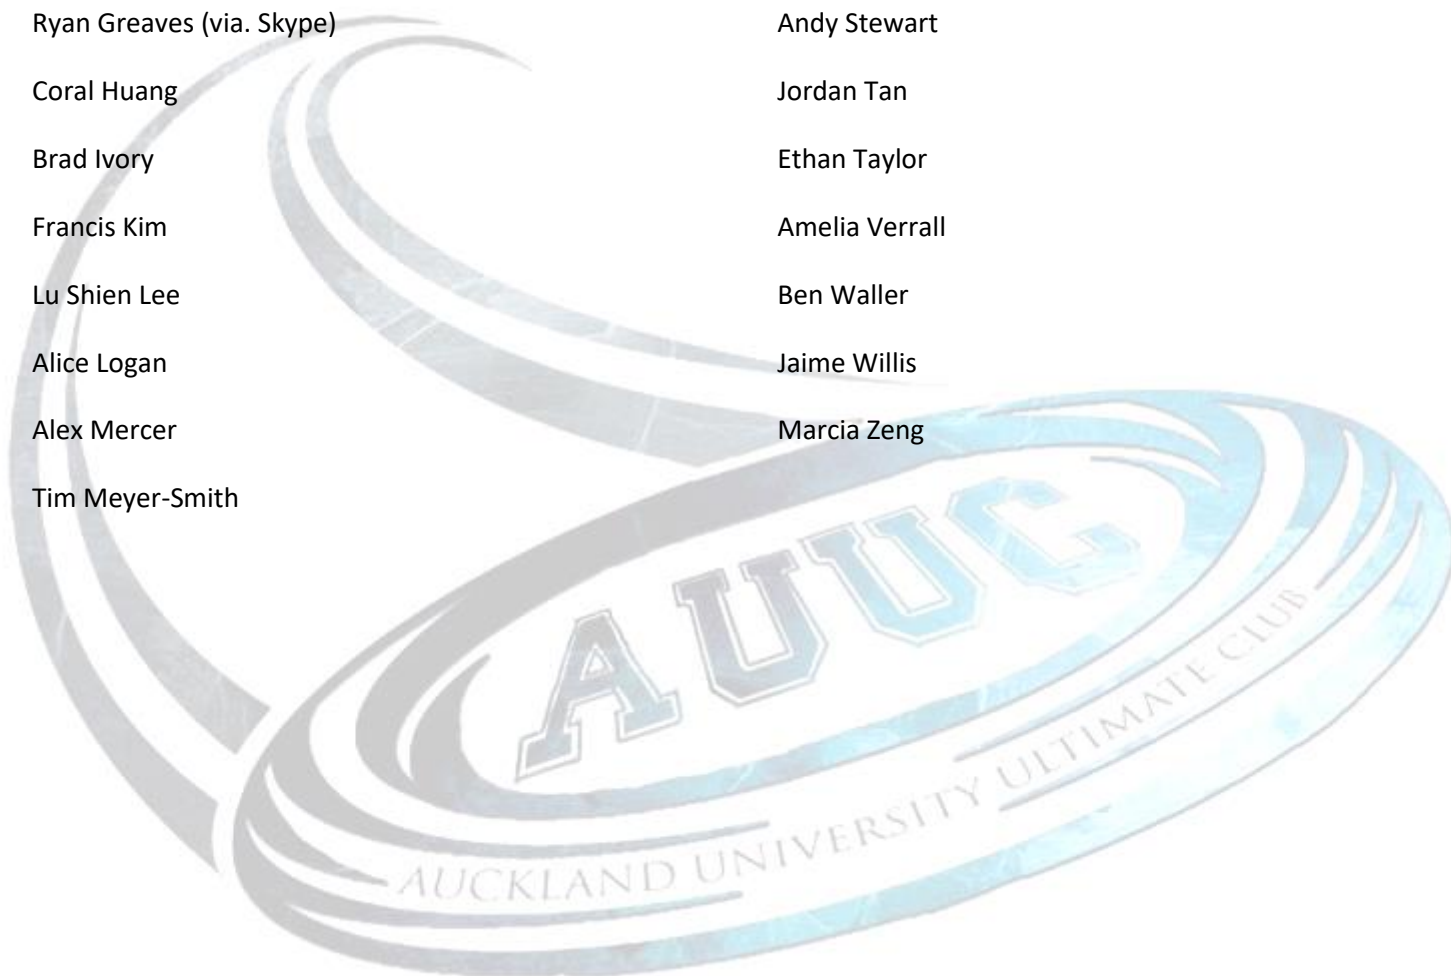 Ryan Greaves (via. Skype)
Coral Huang
Brad Ivory
Francis Kim
Lu Shien Lee
Alice Logan
Alex Mercer
Tim Meyer-Smith
Andy Stewart
Jordan Tan
Ethan Taylor
Amelia Verrall
Ben Waller
Jaime Willis
Marcia Zeng
AUUC
AUCKLAND UNIVERSITY ULTIMATE CLUB